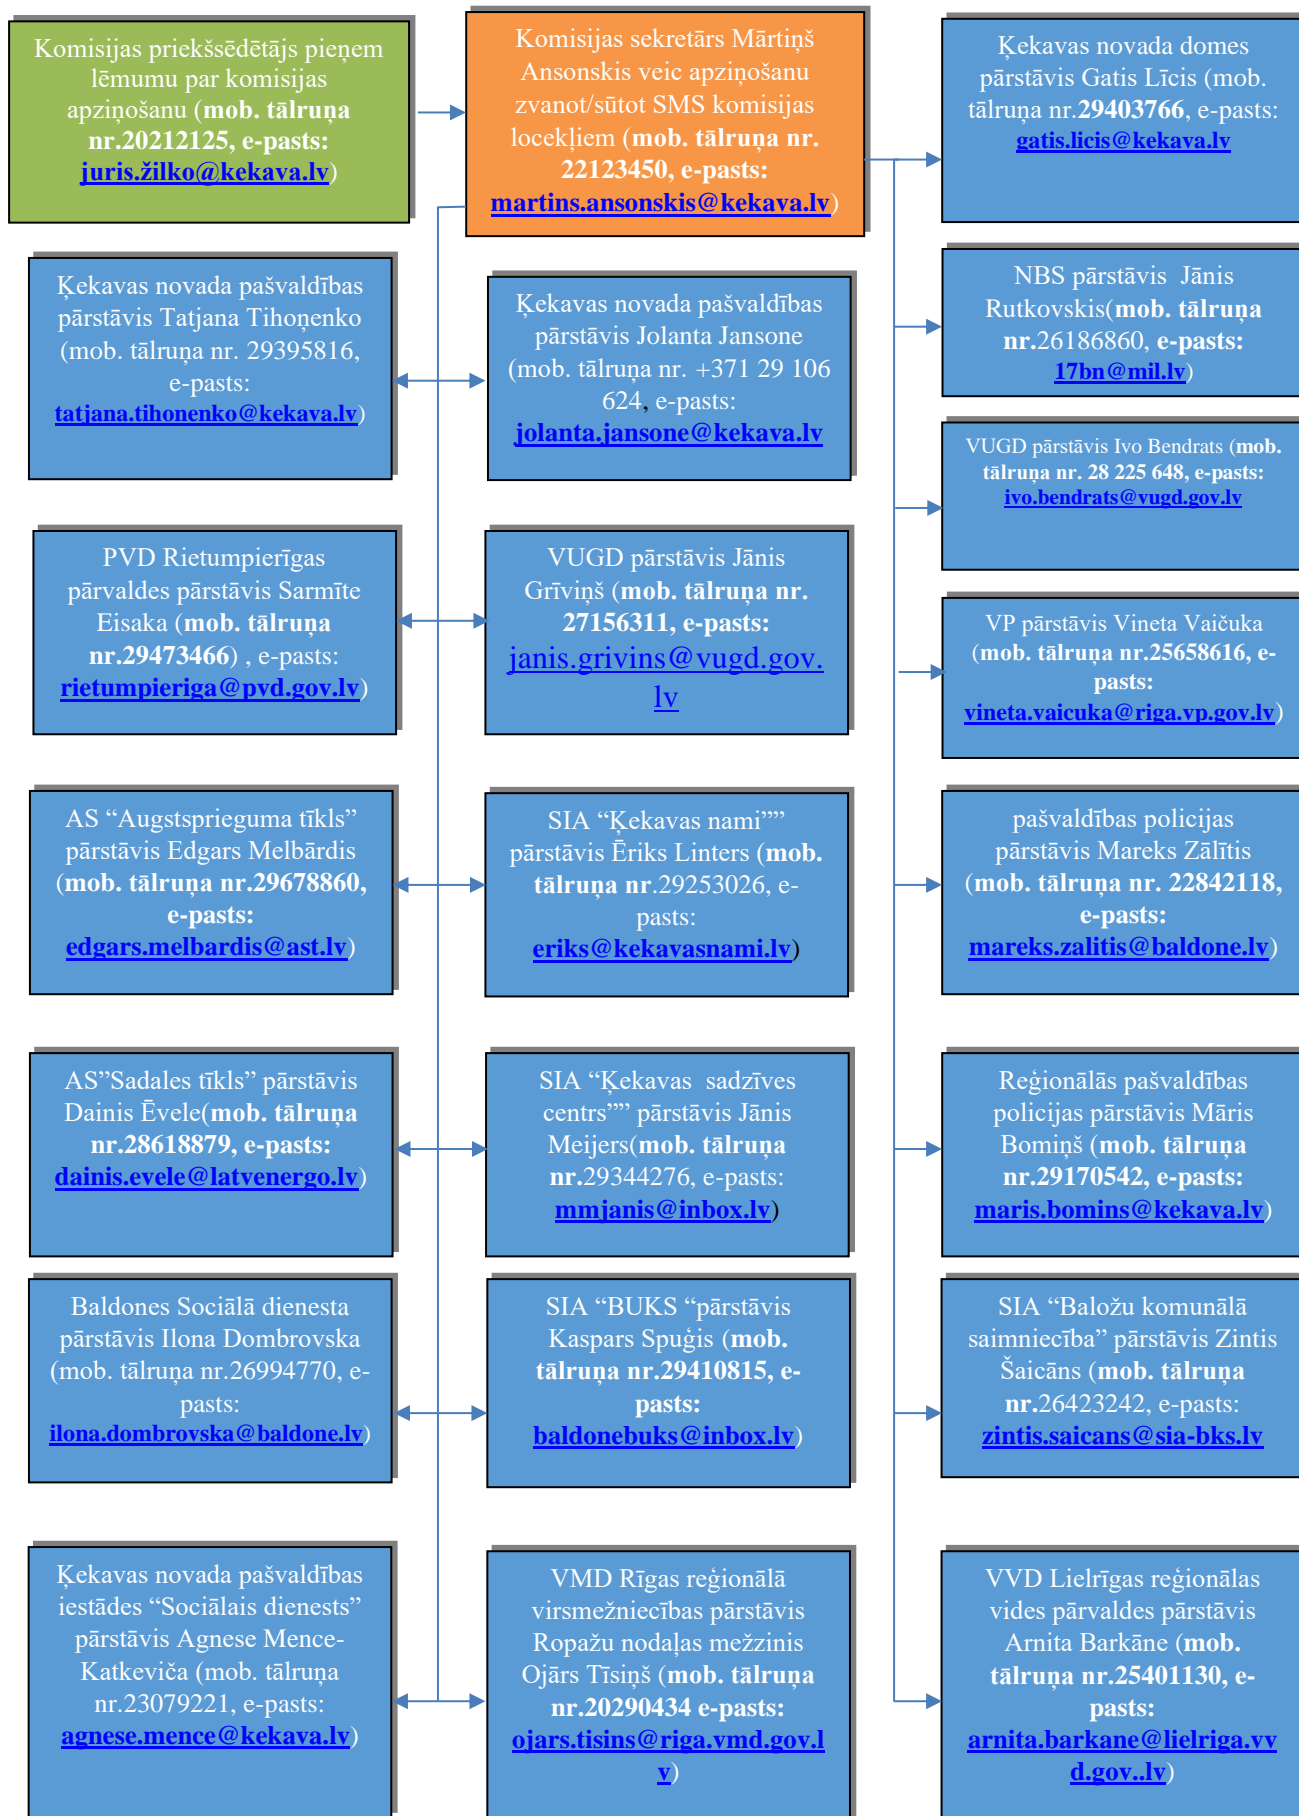 Komisijas priekšsēdētājs pieņem
lēmumu par komisijas
apziņošanu (mob. tālruņa
nr.20212125, e-pasts:
juris.žilko@kekava.lv)
Komisijas sekretārs Mārtiņš
Ansonskis veic apziņošanu
zvanot/sūtot SMS komisijas
locekļiem (mob. tālruņa nr.
22123450, e-pasts:
martins.ansonskis@kekava.lv)
Ķekavas novada domes
pārstāvis Gatis Līcis (mob.
tālruņa nr.29403766, e-pasts:
gatis.licis@kekava.lv
Ķekavas novada pašvaldības
pārstāvis Tatjana Tihoņenko
(mob. tālruņa nr. 29395816,
e-pasts:
tatjana.tihonenko@kekava.lv)
Ķekavas novada pašvaldības
pārstāvis Jolanta Jansone
(mob. tālruņa nr. +371 29 106
624, e-pasts:
jolanta.jansone@kekava.lv
NBS pārstāvis  Jānis
Rutkovskis(mob. tālruņa
nr.26186860, e-pasts:
17bn@mil.lv)
VUGD pārstāvis Ivo Bendrats (mob.
tālruņa nr. 28 225 648, e-pasts:
ivo.bendrats@vugd.gov.lv
PVD Rietumpierīgas
pārvaldes pārstāvis Sarmīte
Eisaka (mob. tālruņa
nr.29473466) , e-pasts:
rietumpieriga@pvd.gov.lv)
VUGD pārstāvis Jānis
Grīviņš (mob. tālruņa nr.
27156311, e-pasts:
janis.grivins@vugd.gov.
lv
VP pārstāvis Vineta Vaičuka
(mob. tālruņa nr.25658616, e-
pasts:
vineta.vaicuka@riga.vp.gov.lv)
AS “Augstsprieguma tīkls”
pārstāvis Edgars Melbārdis
(mob. tālruņa nr.29678860,
e-pasts:
edgars.melbardis@ast.lv)
SIA “Ķekavas nami””
pārstāvis Ēriks Linters (mob.
tālruņa nr.29253026, e-
pasts:
eriks@kekavasnami.lv)
pašvaldības policijas
pārstāvis Mareks Zālītis
(mob. tālruņa nr. 22842118,
e-pasts:
mareks.zalitis@baldone.lv)
AS”Sadales tīkls” pārstāvis
Dainis Ēvele(mob. tālruņa
nr.28618879, e-pasts:
dainis.evele@latvenergo.lv)
SIA “Ķekavas  sadzīves
centrs”” pārstāvis Jānis
Meijers(mob. tālruņa
nr.29344276, e-pasts:
mmjanis@inbox.lv)
Reģionālās pašvaldības
policijas pārstāvis Māris
Bomiņš (mob. tālruņa
nr.29170542, e-pasts:
maris.bomins@kekava.lv)
Baldones Sociālā dienesta
pārstāvis Ilona Dombrovska
(mob. tālruņa nr.26994770, e-
pasts:
ilona.dombrovska@baldone.lv)
SIA “BUKS “pārstāvis
Kaspars Spuģis (mob.
tālruņa nr.29410815, e-
pasts:
baldonebuks@inbox.lv)
SIA “Baložu komunālā
saimniecība” pārstāvis Zintis
Šaicāns (mob. tālruņa
nr.26423242, e-pasts:
zintis.saicans@sia-bks.lv
Ķekavas novada pašvaldības
iestādes “Sociālais dienests”
pārstāvis Agnese Mence-
Katkeviča (mob. tālruņa
nr.23079221, e-pasts:
agnese.mence@kekava.lv)
VMD Rīgas reģionālā
virsmežniecības pārstāvis
Ropažu nodaļas mežzinis
Ojārs Tīsiņš (mob. tālruņa
nr.20290434 e-pasts:
ojars.tisins@riga.vmd.gov.l
v)
VVD Lielrīgas reģionālas
vides pārvaldes pārstāvis
Arnita Barkāne (mob.
tālruņa nr.25401130, e-
pasts:
arnita.barkane@lielriga.vv
d.gov..lv)